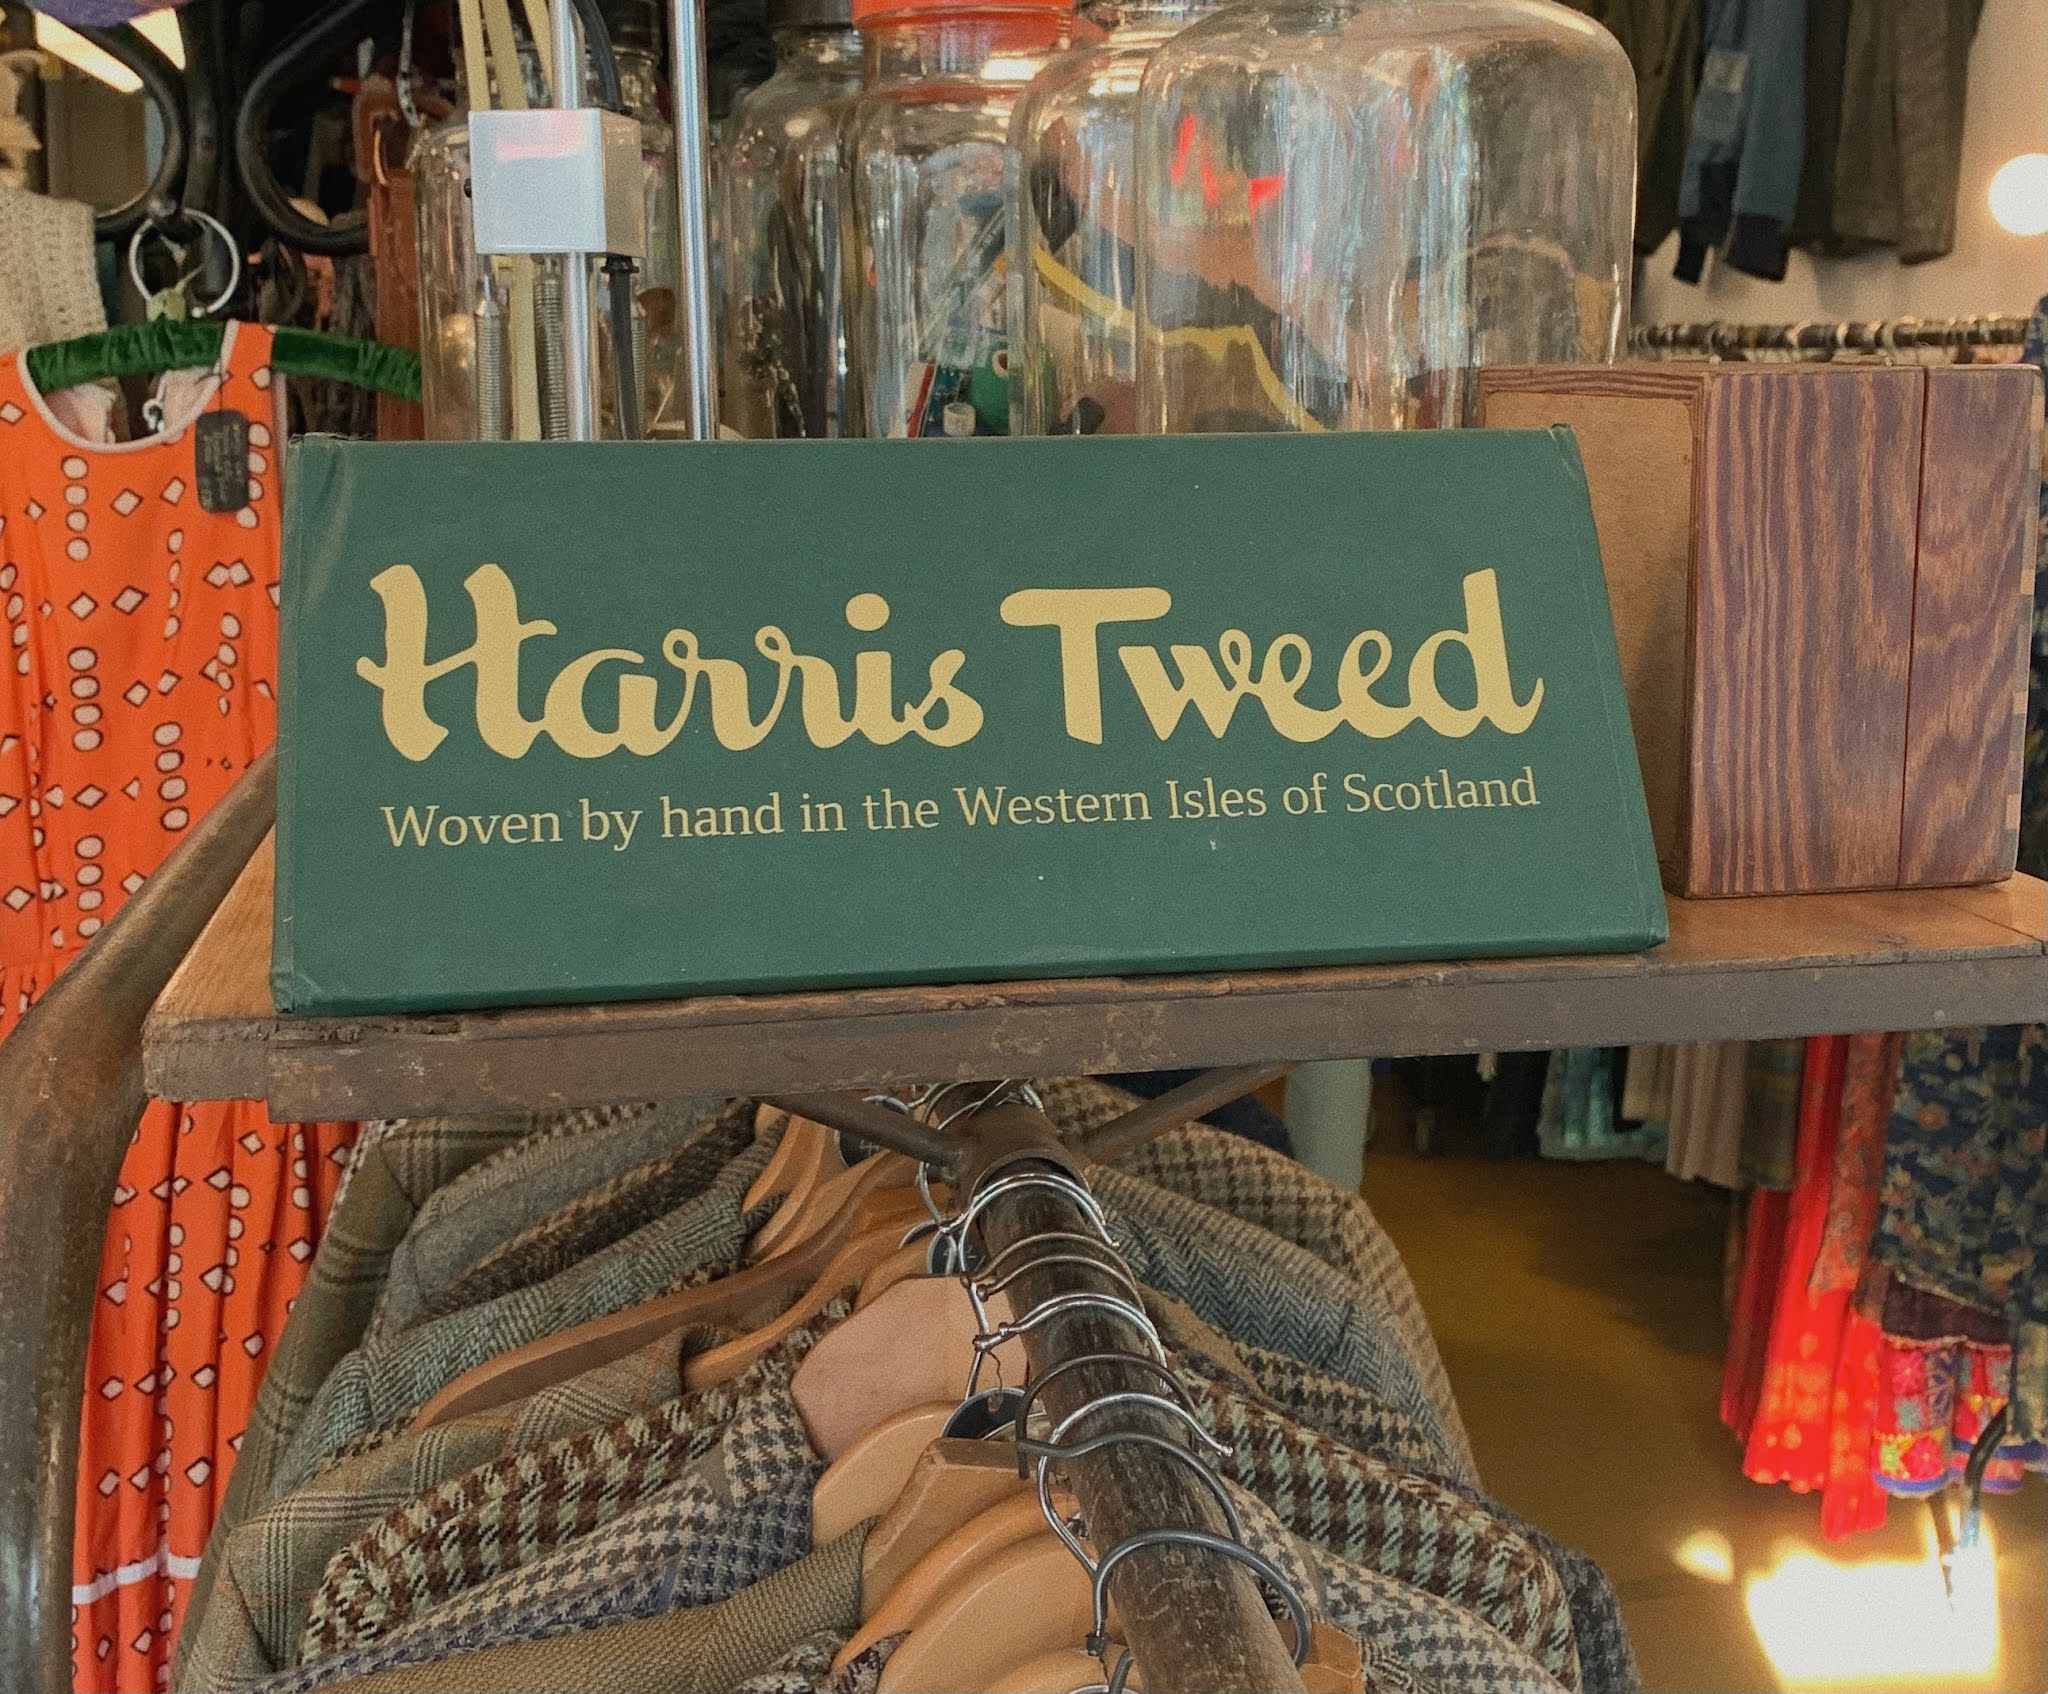 Harris Tweed
Woven by hand in the Western Isles of Scotland